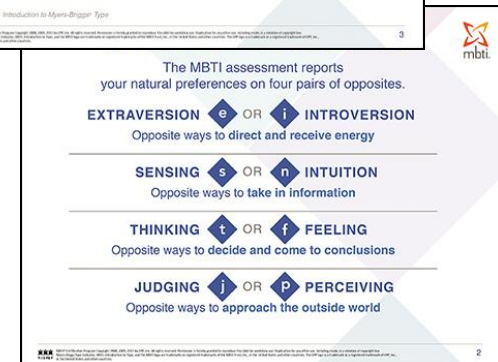 Introduction to Myers-Briggs® Type
3
mbti.
The MBTI assessment reports
your natural preferences on four pairs of opposites.
EXTRAVERSION e OR i INTROVERSION
Opposite ways to direct and receive energy
SENSING s OR n INTUITION
Opposite ways to take in information
THINKING t OR f FEELING
Opposite ways to decide and come to conclusions
JUDGING j OR p PERCEIVING
Opposite ways to approach the outside world
2